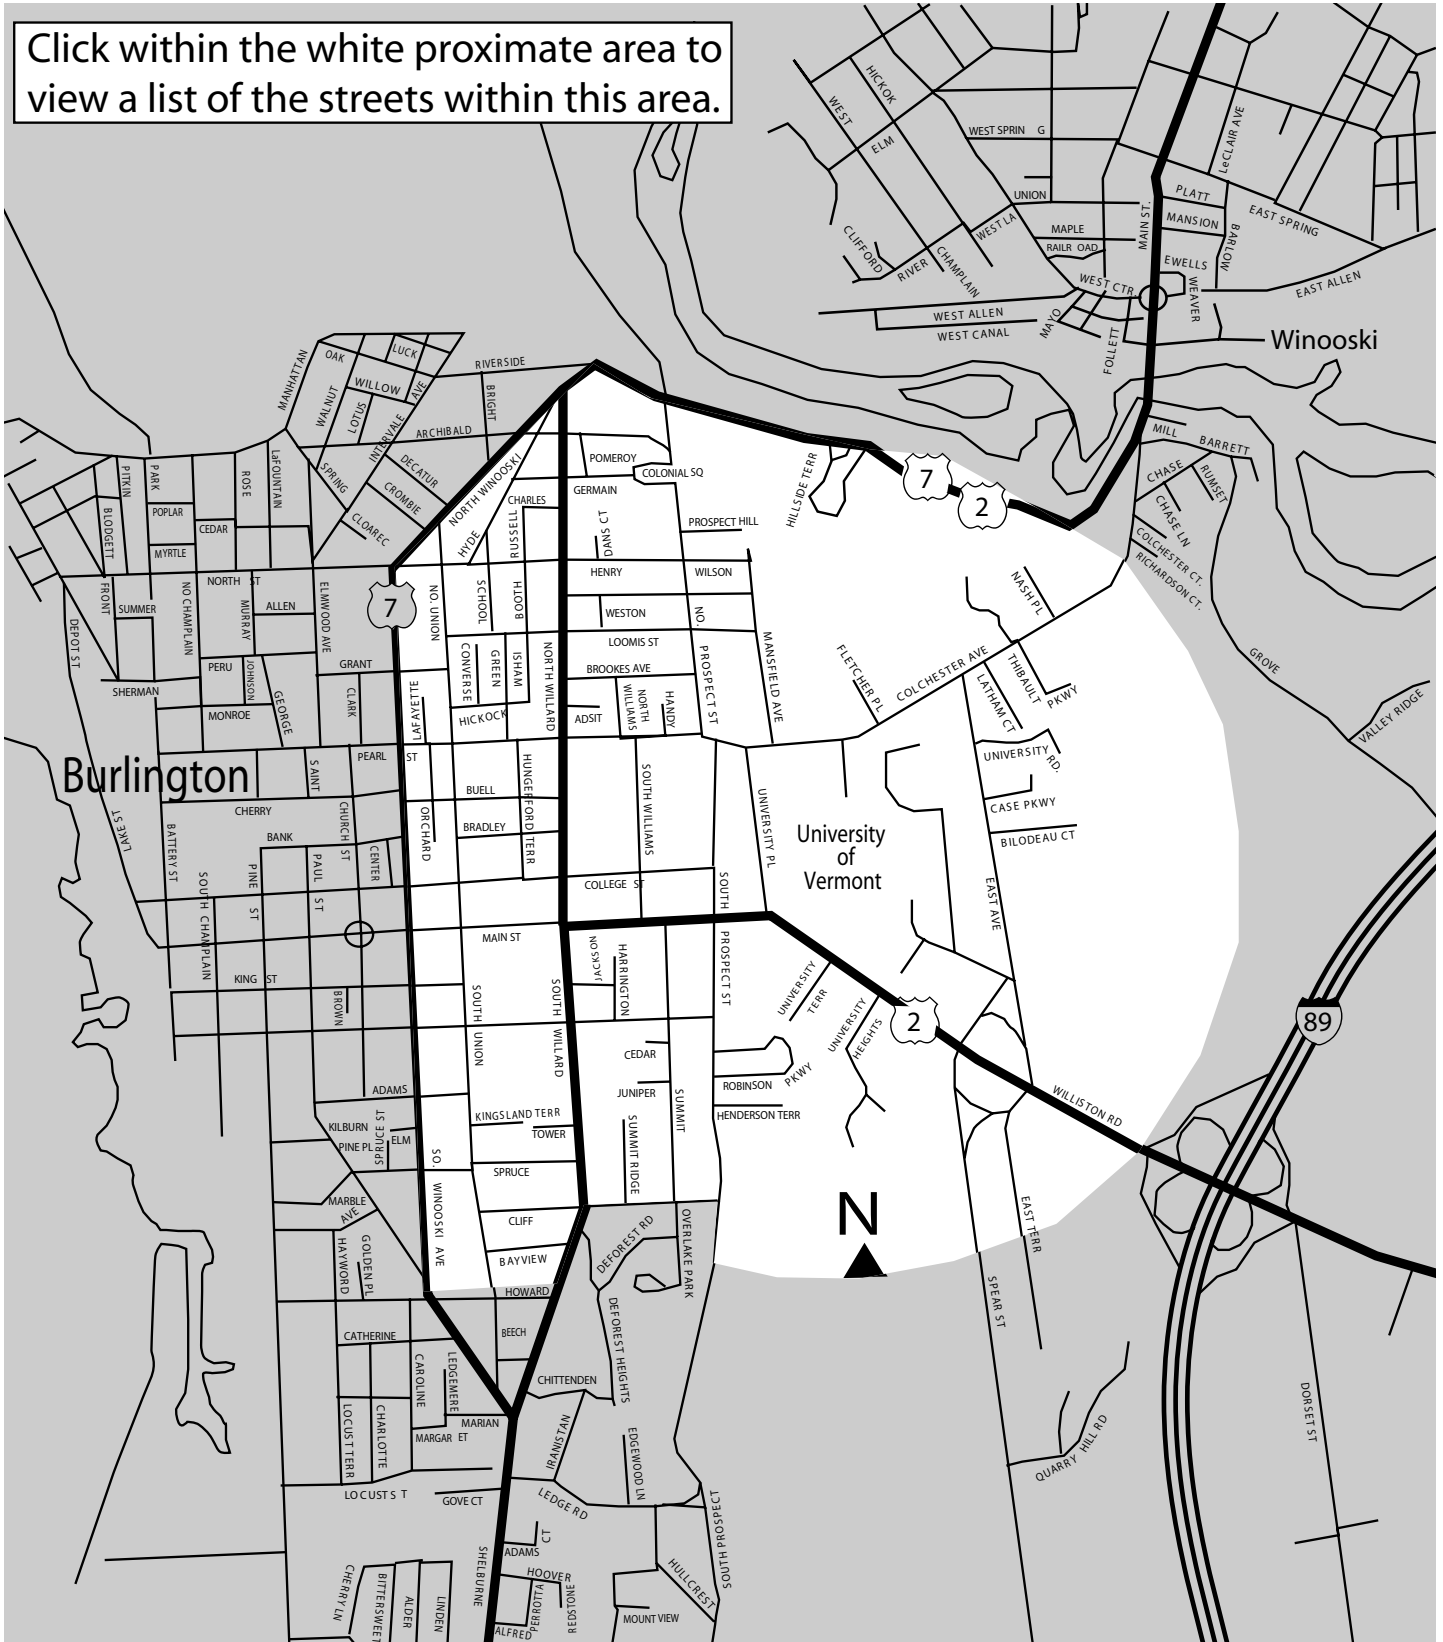 Click within the white proximate area to
view a list of the streets within this area.
HICKOK
WEST
ELM
WEST SPRIN G
LeCLAIR AVE
UNION
PLATT
MANSION
EAST SPRING
MAIN ST.
BARLOW
WEST LA
MAPLE
RAILR OAD
CLIFFORD
RIVER
CHAMPLAIN
EWELLS
WEAVER
WEST CTR.
EAST ALLEN
WEST ALLEN
WEST CANAL
MAYO
FOLLETT
Winooski
MANHATTAN
OAK
LUCK
WILLOW
AVE
WALNUT
LOTUS
INTERVALE
RIVERSIDE
BRIGHT
ARCHIBALD
SPRING
DECATUR
CROMBIE
CLOAREC
NORTH WINOOSKI
HYDE
POMEROY
COLONIAL SQ
GERMAIN
CHARLES
RUSSELL
DANS CT
PROSPECT HILL
HILLSIDE TERR
7
2
MILL
BARRETT
CHASE
RUMSET
CHASE LN
COLCHESTER CT.
RICHARDSON CT.
GROVE
VALLEY RIDGE
PITKIN
PARK
ROSE
LaFOUNTAIN
POPLAR
CEDAR
BLODGETT
MYRTLE
NORTH ST
FRONT
SUMMER
NO CHAMPLAIN
MURRAY
ALLEN
ELMWOOD AVE
7
NO. UNION
SCHOOL
BOOTH
HENRY
WILSON
WESTON
NO.
PROSPECT ST
NASH PL
DEPOT ST
PERU
JOHNSON
GRANT
SHERMAN
MONROE
GEORGE
CLARK
LAFAYETTE
CONVERSE
GREEN
ISHAM
HICKOCK
NORTH WILLARD
LOOMIS ST
BROOKES AVE
ADSIT
NORTH
WILLIAMS
HANDY
MANSFIELD AVE
FLETCHER PL
COLCHESTER AVE
LATHAM CT
THIBAULT
PKWY
Burlington
SAINT
PEARL
ST
BUELL
BRADLEY
ORCHARD
HUNGERFORD TERR
SOUTH WILLIAMS
UNIVERSITY PL
University
of
Vermont
UNIVERSITY
RD.
CASE PKWY
BILODEAU CT
EAST AVE
LAKE ST
CHERRY
BANK
BATTERY ST
SOUTH CHAMPLAIN
PINE
ST
PAUL
ST
CHURCH ST
CENTER
COLLEGE ST
MAIN ST
KING ST
BROWN
SOUTH
UNION
SOUTH
WILLARD
JACKSON
HARRINGTON
SOUTH
PROSPECT ST
UNIVERSITY
TERR
UNIVERSITY
HEIGHTS
2
89
CEDAR
JUNIPER
SUMMIT
ROBINSON
PKWY
HENDERSON TERR
WILLISTON RD
ADAMS
KILBURN
PINE PL
SPRUCE ST
ELM
KINGSLAND TERR
TOWER
SPRUCE
SUMMIT RIDGE
MARBLE
AVE
SO.
WINOOSKI
AVE
CLIFF
BAYVIEW
HOWARD
N
HAYWORD
GOLDEN PL
DEFOREST RD
OVERLAKE PARK
EAST TERR
SPEAR ST
CATHERINE
BEECH
DEFOREST HEIGHTS
CHITTENDEN
CAROLINE
LEDGEMERE
LOCUST TERR
CHARLOTTE
MARIAN
MARGAR ET
IRANISTAN
EDGEWOOD LN
QUARRY HILL RD
DORSET ST
LOCUST S T
GOVE CT
LEDGE RD
SOUTH PROSPECT
SHELBURNE
ADAMS
CT
HOOVER
PERROTTA
REDSTONE
HULLCREST
MOUNT VIEW
CHERRY LN
BITTERSWEET
ALDER
LINDEN
ALFRED